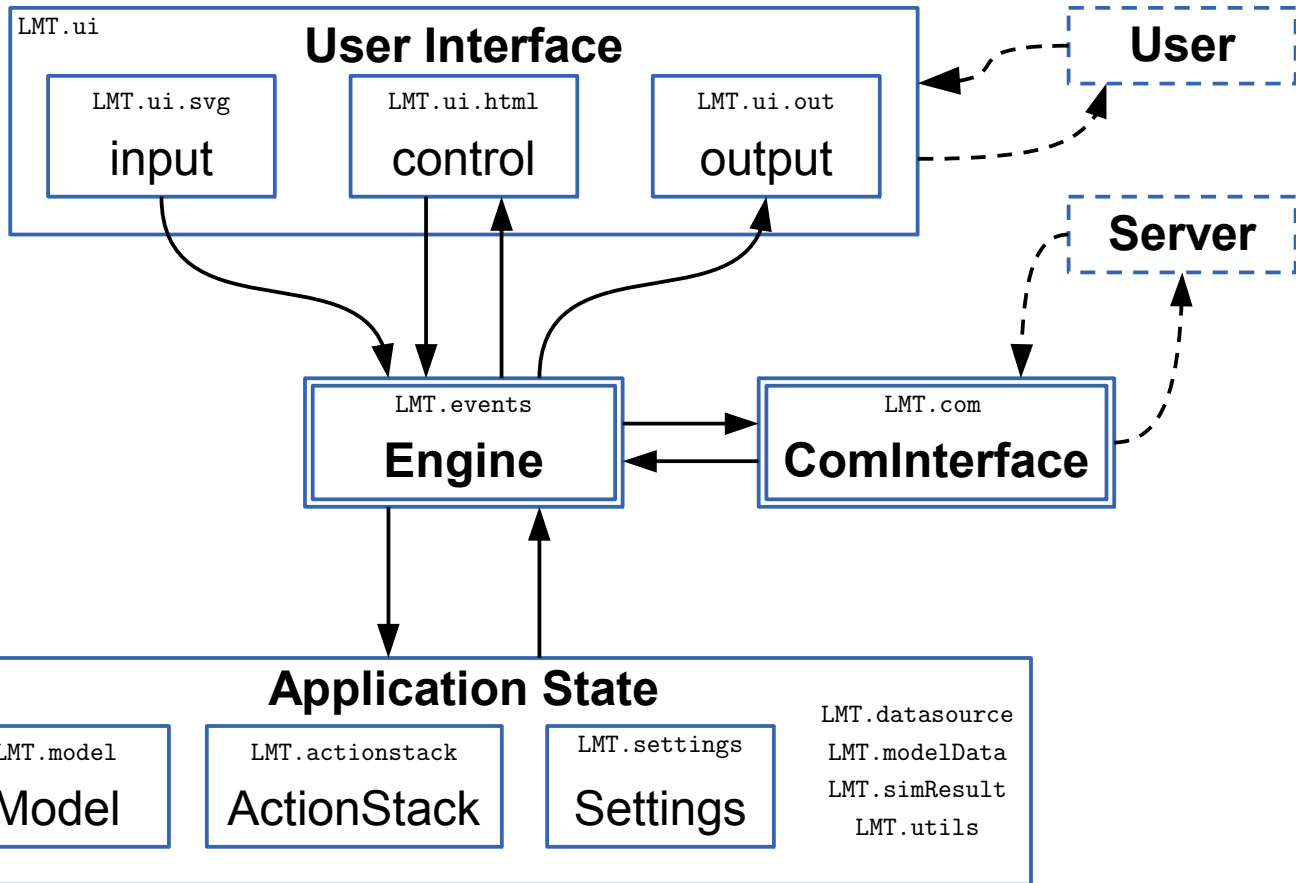 LMT.ui
User Interface
User
LMT.ui.svg
input
LMT.ui.html
control
LMT.ui.out
output
Server
LMT.events
Engine
LMT.com
ComInterface
Application State
LMT.model
Model
LMT.actionstack
ActionStack
LMT.settings
Settings
LMT.datasource
LMT.modelData
LMT.simResult
LMT.utils